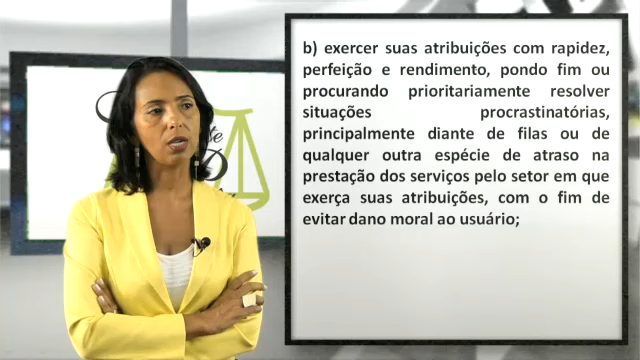 b) exercer suas atribuições com rapidez,
perfeição e rendimento, pondo fim ou
procurando prioritariamente resolver
situações procrastinatórias,
principalmente diante de filas ou de
qualquer outra espécie de atraso na
prestação dos serviços pelo setor em que
exerça suas atribuições, com o fim de
evitar dano moral ao usuário;